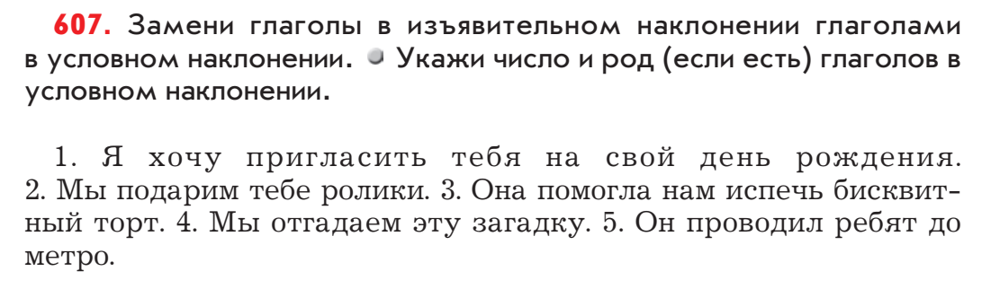 607. Замени глаголы в изъявительном наклонении глаголами
в условном наклонении. Укажи число и род (если есть) глаголов в
условном наклонении.
1. Я хочу пригласить тебя на свой день рождения.
2. Мы подарим тебе ролики. 3. Она помогла нам испечь бисквит-
ный торт. 4. Мы отгадаем эту загадку. 5. Он проводил ребят до
метро.